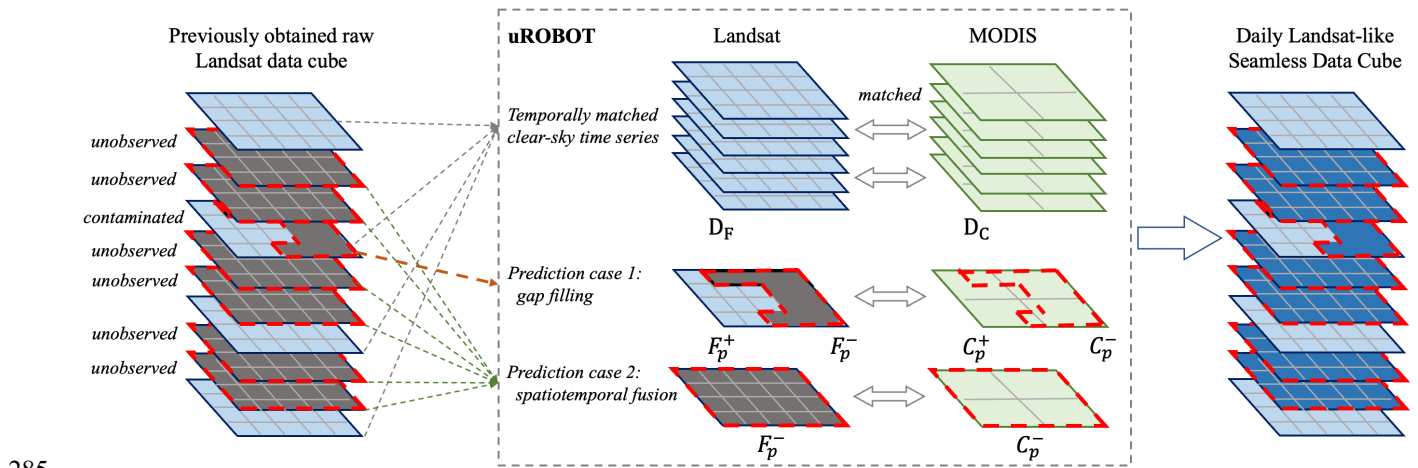 Previously obtained raw
Landsat data cube
unobserved
unobserved
contaminated
unobserved
unobserved
unobserved
unobserved
uROBOT
Landsat
MODIS
Temporally matched
clear-sky time series
matched
D_F
D_C
Prediction case 1:
gap filling
F_p^+
F_p^-
C_p^+
C_p^-
Prediction case 2:
spatiotemporal fusion
F_p^-
C_p^-
Daily Landsat-like
Seamless Data Cube